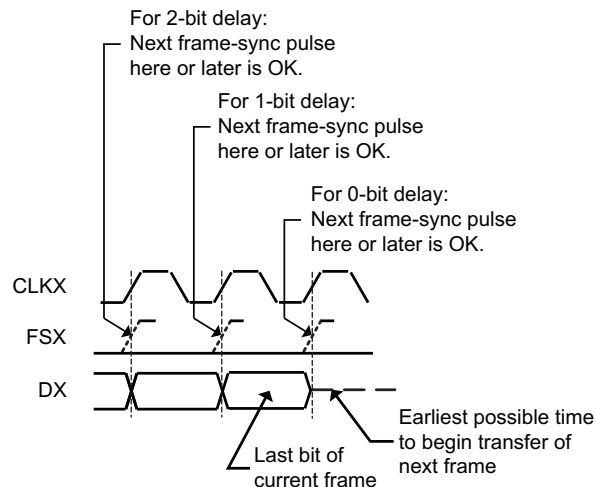 For 2-bit delay:
Next frame-sync pulse
here or later is OK.
For 1-bit delay:
Next frame-sync pulse
here or later is OK.
For 0-bit delay:
Next frame-sync pulse
here or later is OK.
CLKX
FSX
DX
Last bit of
current frame
Earliest possible time
to begin transfer of
next frame